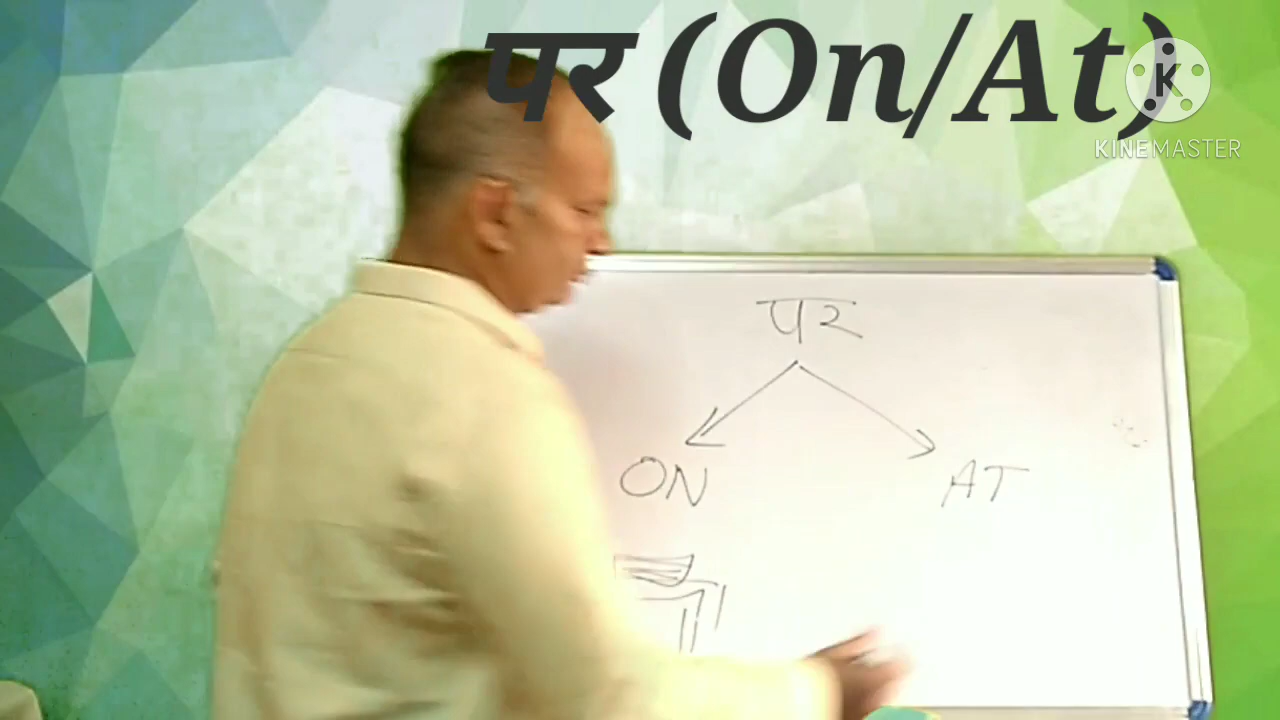 पर (On/At)
K
KINEMASTER
पर
ON AT